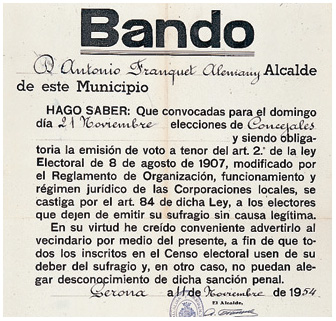 Bando
D Antonio Franquet Alemany Alcalde
de este Municipio
HAGO SABER: Que convocadas para el domingo
día 21 Noviembre elecciones de Concejales
y siendo obliga-
toria la emisión de voto a tenor del art. 2.º de la ley
Electoral de 8 de agosto de 1907, modificado por
el Reglamento de Organización, funcionamiento y
régimen jurídico de las Corporaciones locales, se
castiga por el art. 84 de dicha Ley, a los electores
que dejen de emitir su sufragio sin causa legítima.
En su virtud he creído conveniente advertirlo al
vecindario por medio del presente, a fin de que to-
dos los inscritos en el Censo electoral usen de su
deber del sufragio y, en otro caso, no puedan ale-
gar desconocimiento de dicha sanción penal.
Gerona a 11 de Noviembre de 1954
El Alcalde,